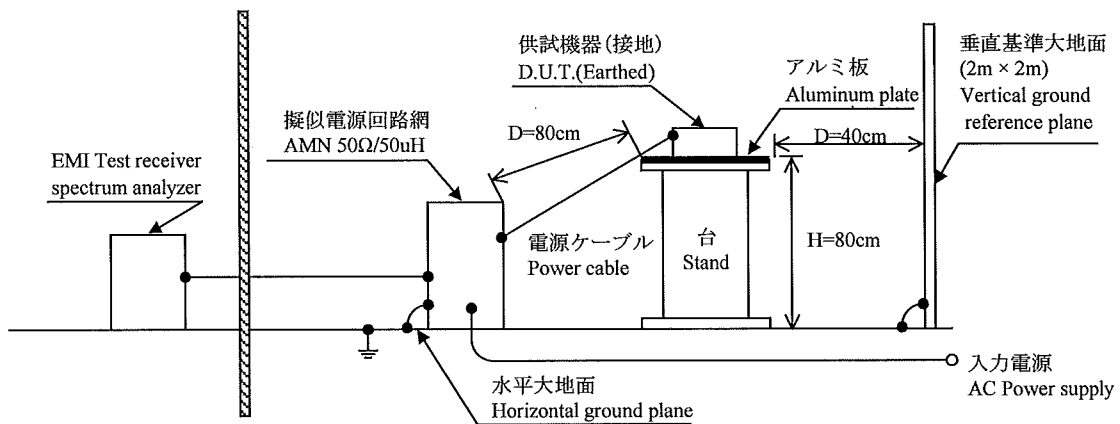 供試機器(接地)
D.U.T.(Earthed)
アルミ板
Aluminum plate
垂直基準大地面
(2m × 2m)
Vertical ground
reference plane
擬似電源回路網
AMN 50Ω/50uH
D=80cm
D=40cm
EMI Test receiver
spectrum analyzer
電源ケーブル
Power cable
台
Stand
H=80cm
水平大地面
Horizontal ground plane
入力電源
AC Power supply